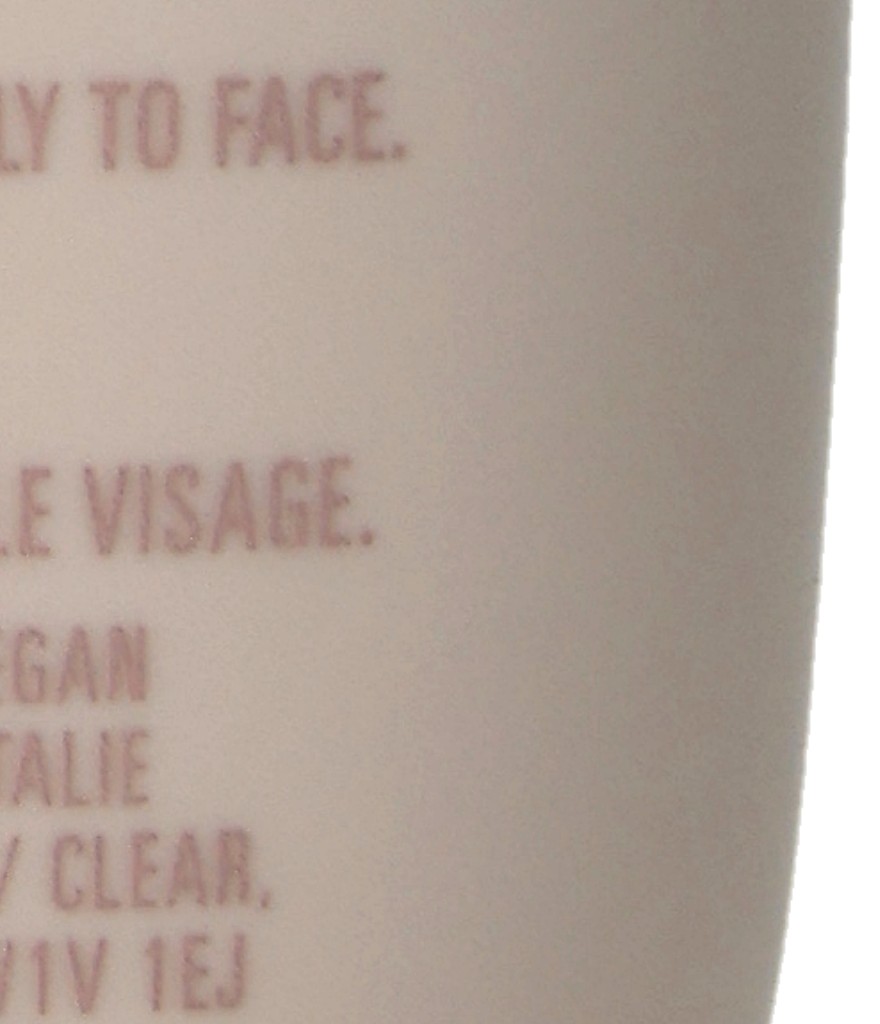 LY TO FACE.
LE VISAGE.
EGAN
TALIE
/ CLEAR,
V1V 1EJ